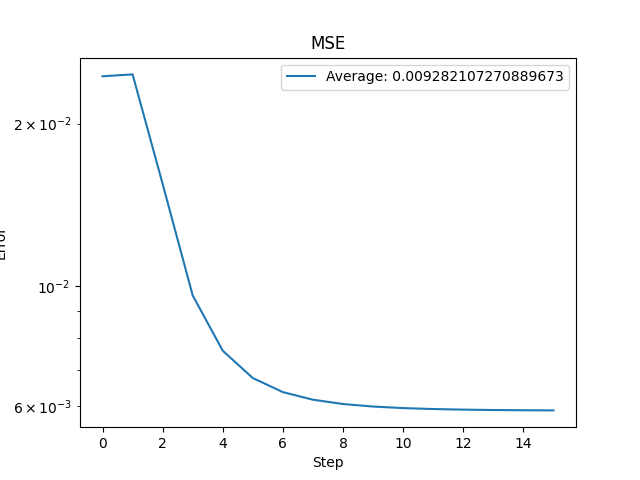 MSE
Average: 0.009282107270889673
2 × 10⁻²
10⁻²
6 × 10⁻³
Error
0 2 4 6 8 10 12 14
Step